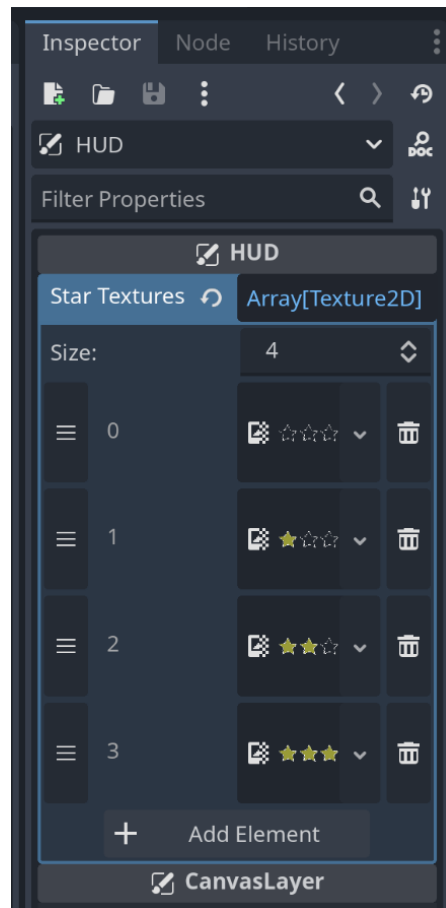 Inspector Node History
HUD DOC
Filter Properties
HUD
Star Textures Array[Texture2D]
Size: 4
0
1
2
3
Add Element
CanvasLayer